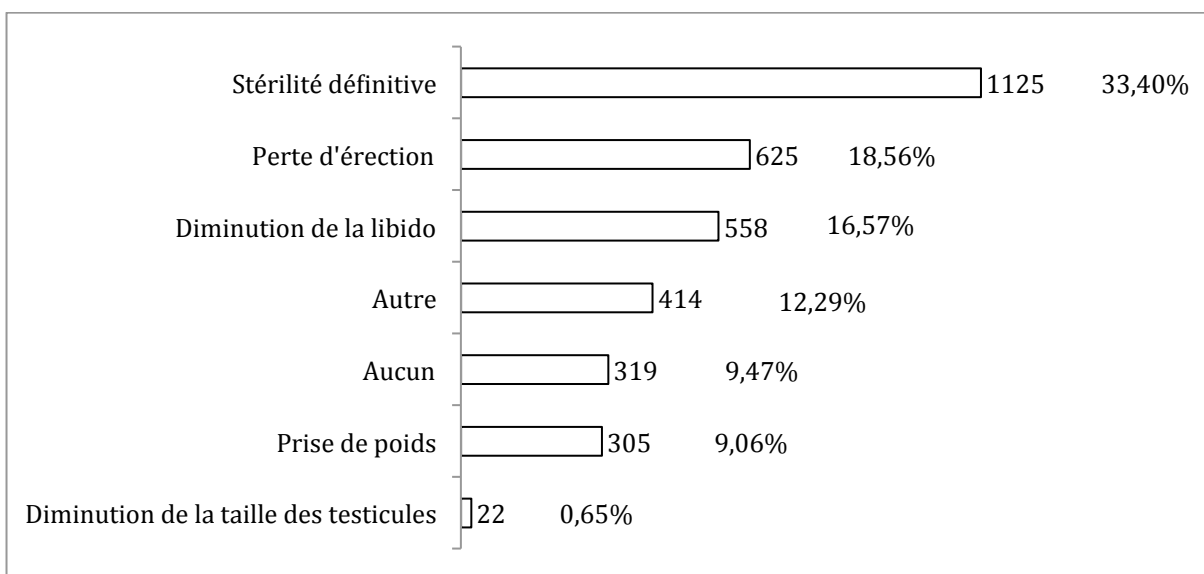 Stérilité définitive 1125 33,40%
Perte d'érection 625 18,56%
Diminution de la libido 558 16,57%
Autre 414 12,29%
Aucun 319 9,47%
Prise de poids 305 9,06%
Diminution de la taille des testicules 22 0,65%